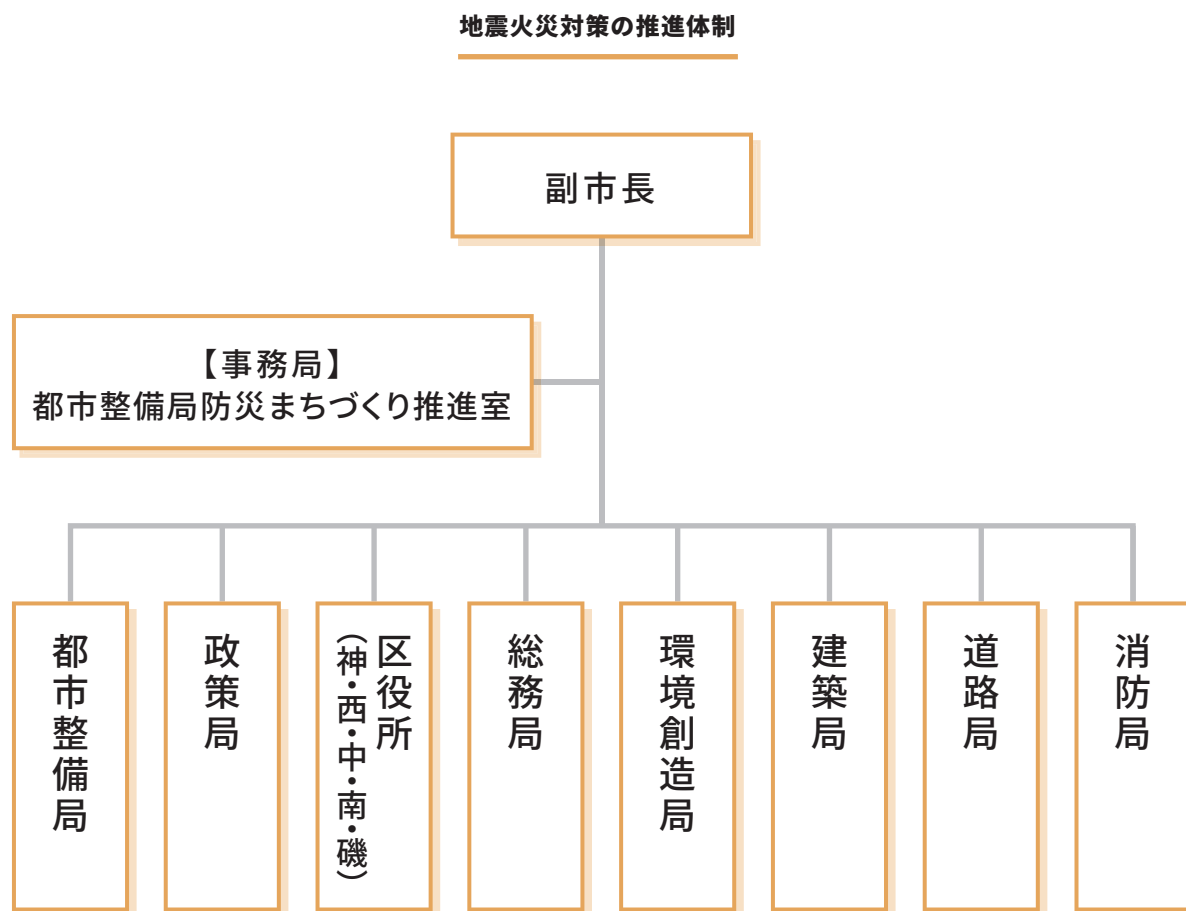 地震火災対策の推進体制
副市長
【事務局】
都市整備局防災まちづくり推進室
都市整備局
政策局
区役所
（神・西・中・南・磯）
総務局
環境創造局
建築局
道路局
消防局